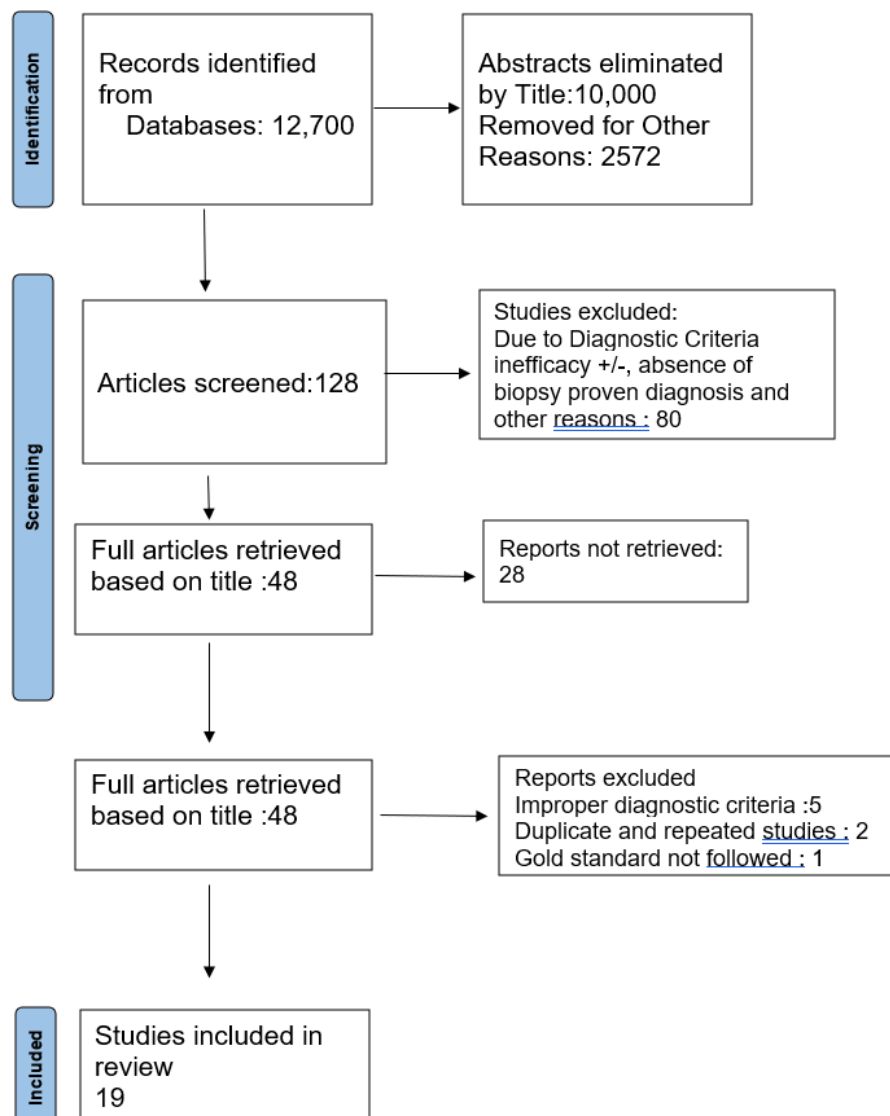 Identification
Records identified
from
Databases: 12,700
Abstracts eliminated
by Title:10,000
Removed for Other
Reasons: 2572
Screening
Articles screened:128
Studies excluded:
Due to Diagnostic Criteria
inefficacy +/-, absence of
biopsy proven diagnosis and
other reasons : 80
Full articles retrieved
based on title :48
Reports not retrieved:
28
Full articles retrieved
based on title :48
Reports excluded
Improper diagnostic criteria :5
Duplicate and repeated studies : 2
Gold standard not followed : 1
Included
Studies included in
review
19